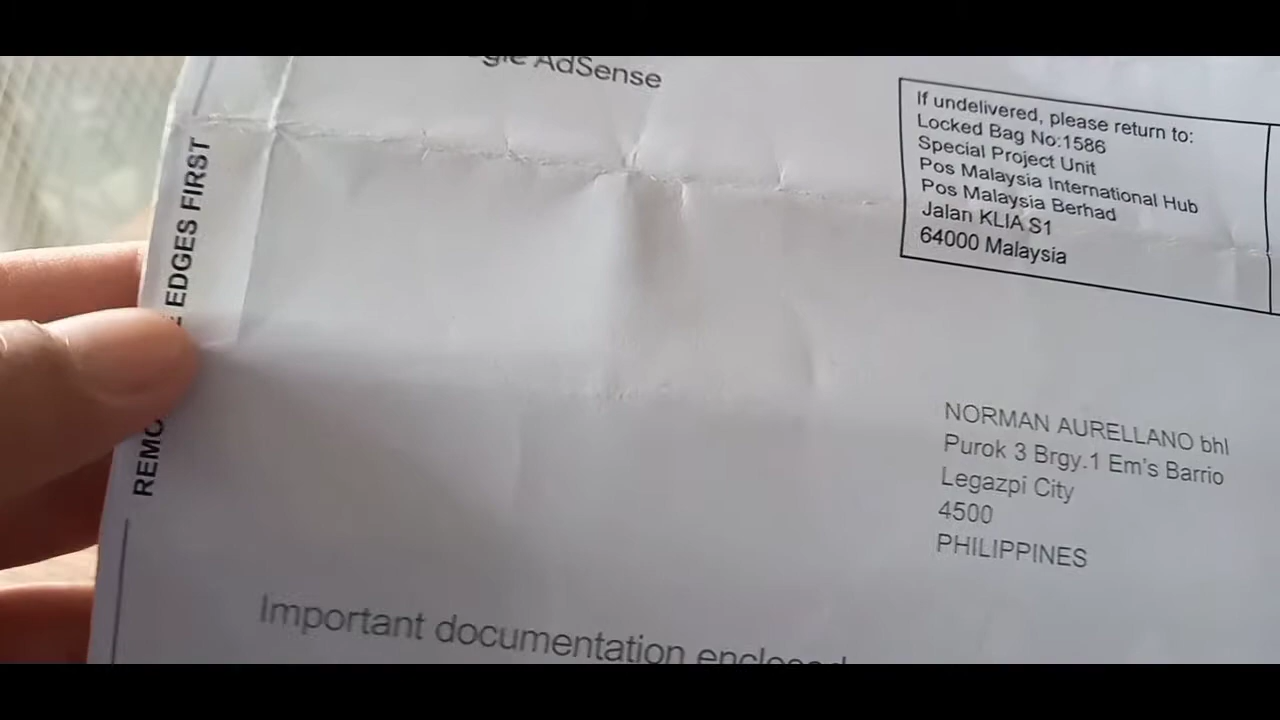 AdSense
If undelivered, please return to:
Locked Bag No:1586
Special Project Unit
Pos Malaysia International Hub
Pos Malaysia Berhad
Jalan KLIA S1
64000 Malaysia
EDGES FIRST
NORMAN AURELLANO bhl
Purok 3 Brgy.1 Em's Barrio
Legazpi City
4500
PHILIPPINES
Important documentation enclosed